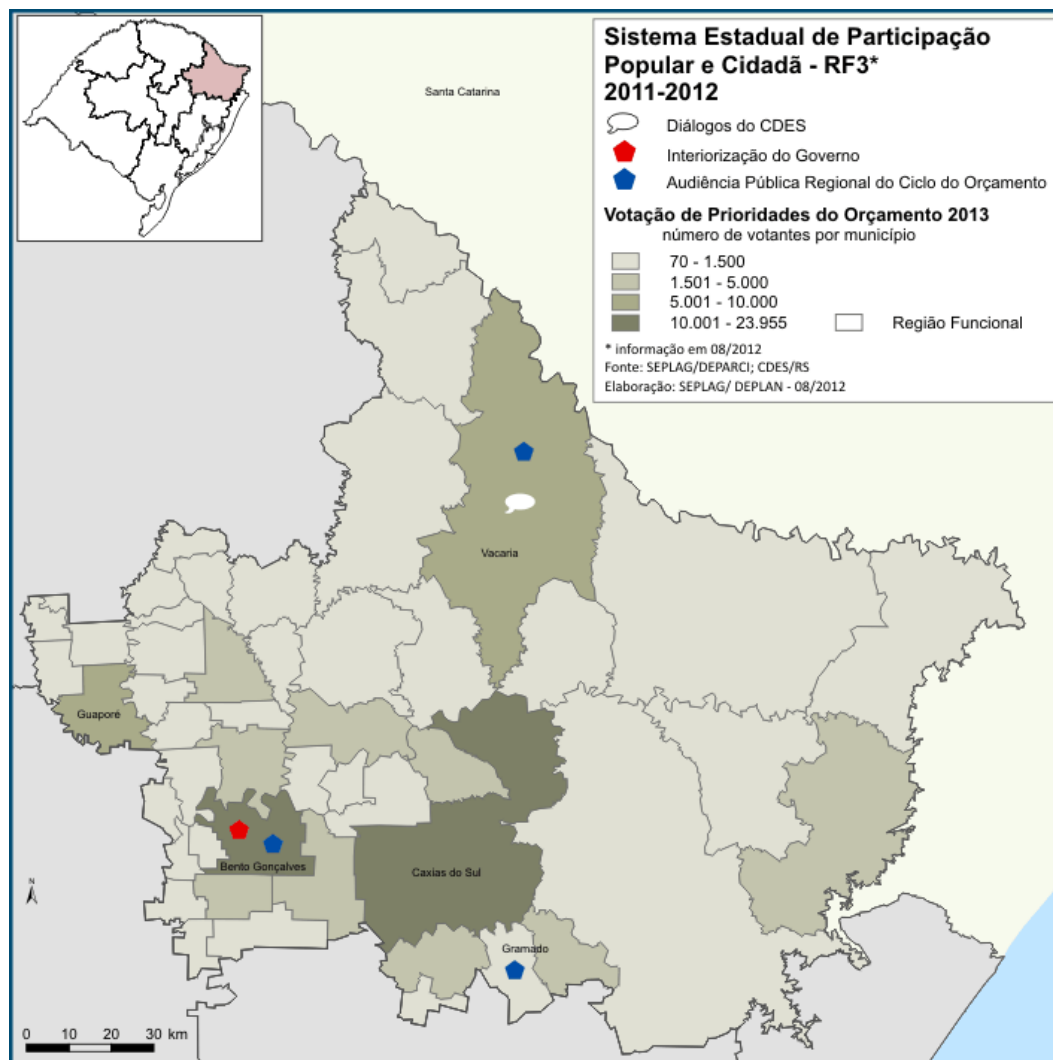 Sistema Estadual de Participação
Popular e Cidadã - RF3*
2011-2012
Diálogos do CDES
Interiorização do Governo
Audiência Pública Regional do Ciclo do Orçamento
Votação de Prioridades do Orçamento 2013
número de votantes por município
70 - 1.500
1.501 - 5.000
5.001 - 10.000
10.001 - 23.955
Região Funcional
* informação em 08/2012
Fonte: SEPLAG/DEPARCI; CDES/RS
Elaboração: SEPLAG/ DEPLAN - 08/2012
Santa Catarina
Vacaria
Guaporé
Bento Gonçalves
Caxias do Sul
Gramado
N
0 10 20 30 km